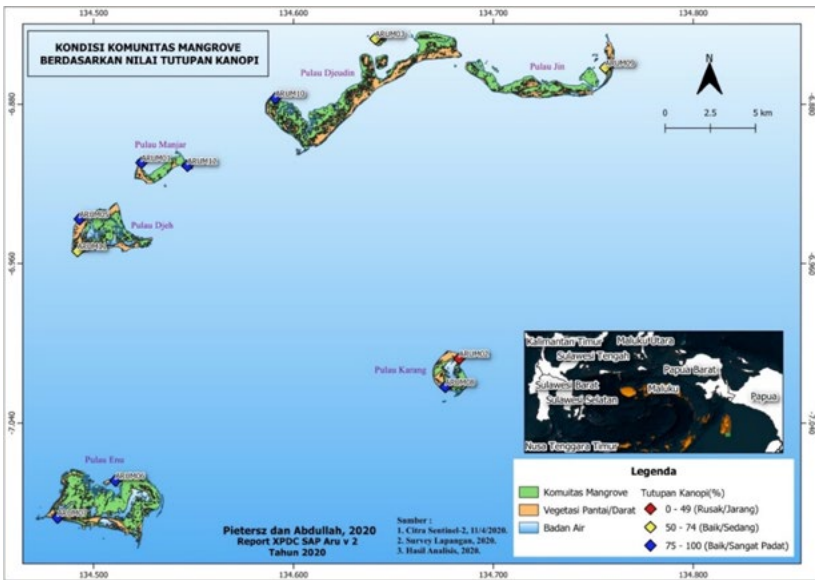 134.500 134.600 134.700 134.800
KONDISI KOMUNITAS MANGROVE
BERDASARKAN NILAI TUTUPAN KANOPI
ARUM03
Pulau Djeudin
Pulau Jin
N
-6.880
-6.880
ARUM10
0 2.5 5 km
Pulau Manjar
ARUM01
ARUM12
ARUM05
Pulau Djeh
-6.960
-6.960
ARUM02
Pulau Karang
ARUM08
Kalimantan Timur
Maluku Utara
Sulawesi Tengah
Papua Barat
Sulawesi Barat
Maluku
Sulawesi Selatan
Papua
Nusa Tenggara Timur
-7.040
-7.040
Pulau Enu
ARUM06
Pietersz dan Abdullah, 2020
Report XPDC SAP Aru v 2
Tahun 2020
Sumber :
1. Citra Sentinel-2, 11/4/2020.
2. Survey Lapangan, 2020.
3. Hasil Analisis, 2020.
Legenda
Komuitas Mangrove
Vegetasi Pantai/Darat
Badan Air
Tutupan Kanopi(%)
0 - 49 (Rusak/Jarang)
50 - 74 (Baik/Sedang)
75 - 100 (Baik/Sangat Padat)
134.500 134.600 134.700 134.800